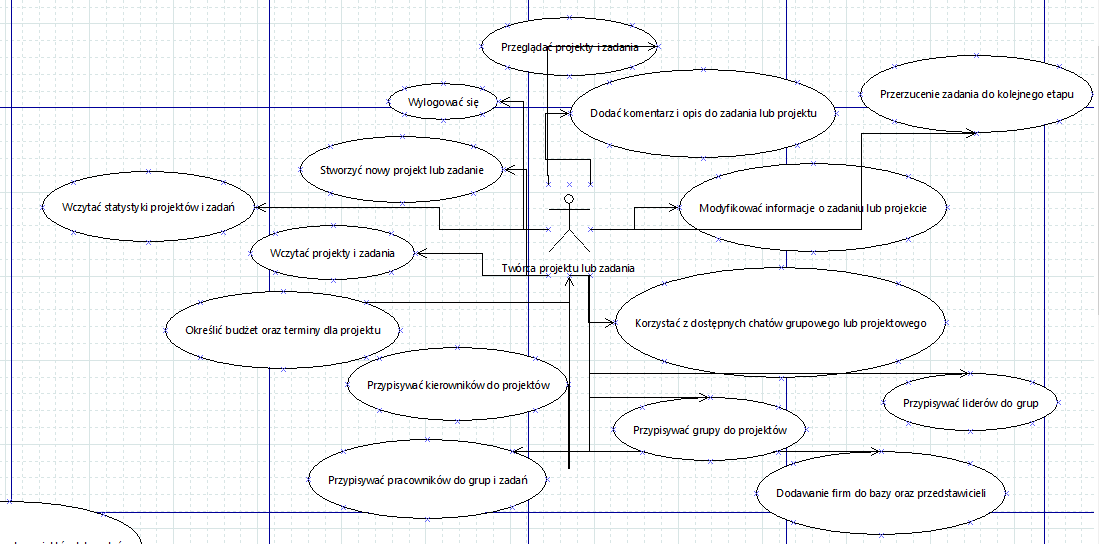 Przeglądać projekty i zadania
Przerzucenie zadania do kolejnego etapu
Wylogować się
Dodać komentarz i opis do zadania lub projektu
Stworzyć nowy projekt lub zadanie
Wczytać statystyki projektów i zadań
Modyfikować informacje o zadaniu lub projekcie
Wczytać projekty i zadania
Twórca projektu lub zadania
Określić budżet oraz terminy dla projektu
Korzystać z dostępnych chatów grupowego lub projektowego
Przypisywać kierowników do projektów
Przypisywać liderów do grup
Przypisywać grupy do projektów
Przypisywać pracowników do grup i zadań
Dodawanie firm do bazy oraz przedstawicieli